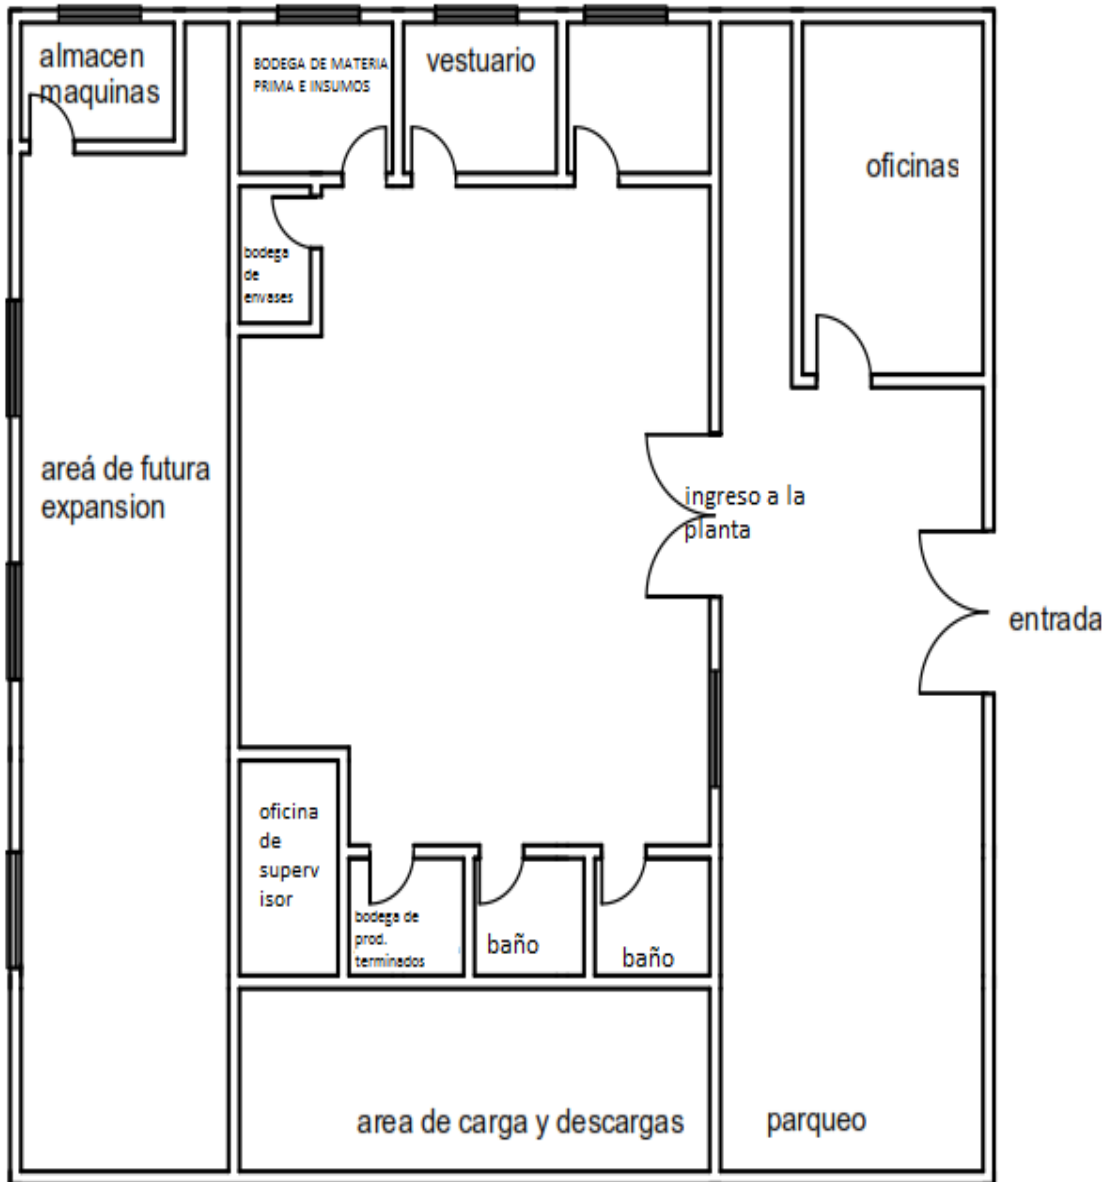 almacen
maquinas
BODEGA DE MATERIA
PRIMA E INSUMOS
vestuario
oficinas
bodega
de
envases
areá de futura
expansion
ingreso a la
planta
entrada
oficina
de
superv
isor
bodega de
prod.
terminados
baño
baño
area de carga y descargas
parqueo